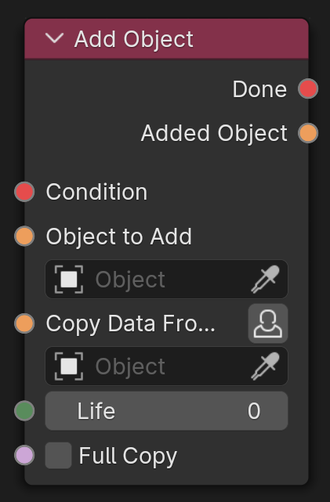 Add Object
Done
Added Object
Condition
Object to Add
Object
Copy Data Fro...
Object
Life 0
Full Copy